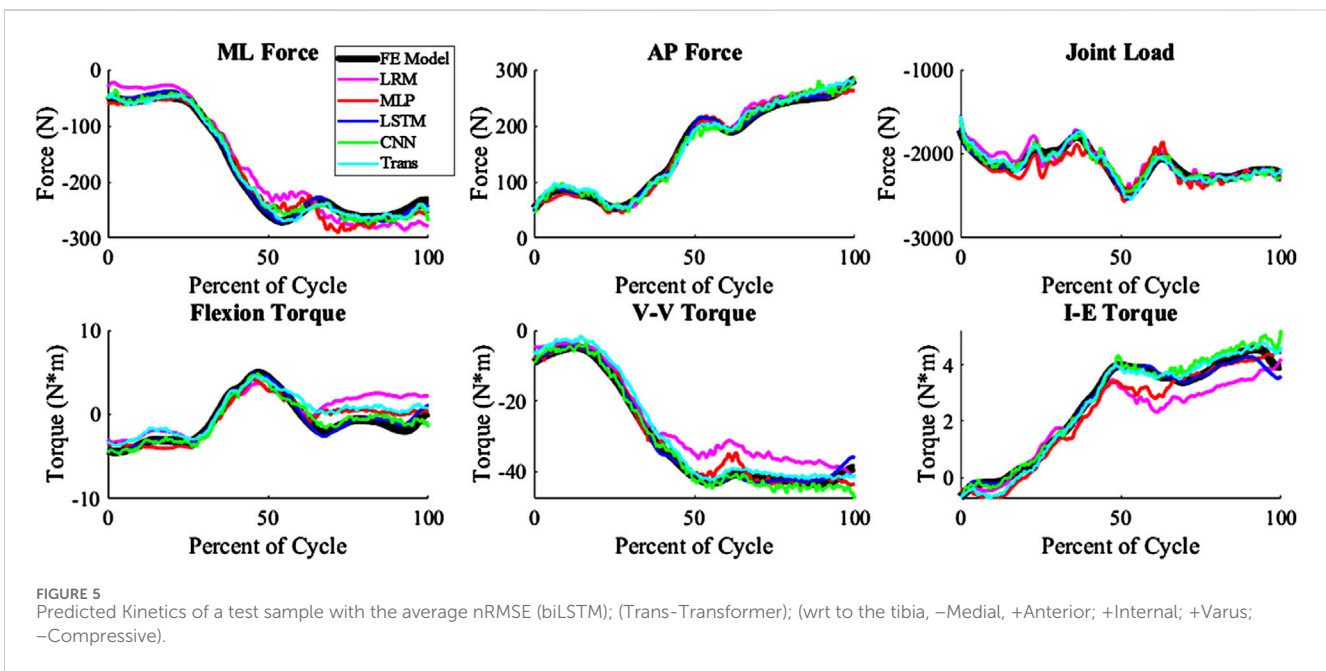 ML Force
AP Force
Joint Load
0
-100
-200
-300
Force (N)
FE Model
LRM
MLP
LSTM
CNN
Trans
0
50
100
Percent of Cycle
300
200
100
0
Force (N)
0
50
100
Percent of Cycle
-1000
-2000
-3000
Force (N)
0
50
100
Percent of Cycle
Flexion Torque
V-V Torque
I-E Torque
10
0
-10
Torque (N*m)
0
50
100
Percent of Cycle
0
-20
-40
Torque (N*m)
0
50
100
Percent of Cycle
4
2
0
Torque (N*m)
0
50
100
Percent of Cycle
FIGURE 5
Predicted Kinetics of a test sample with the average nRMSE (biLSTM); (Trans-Transformer); (wrt to the tibia, –Medial, +Anterior; +Internal; +Varus;
–Compressive).